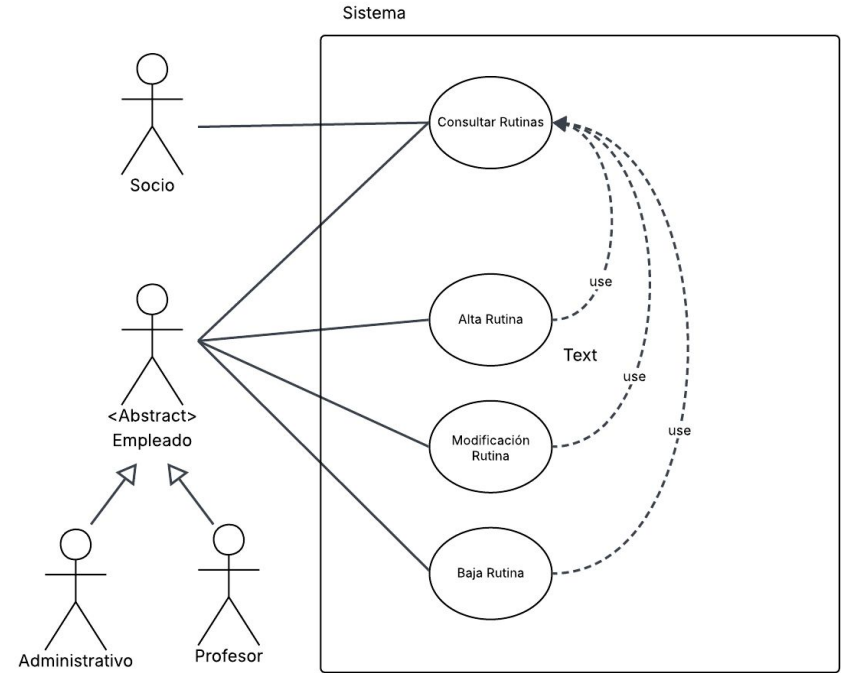 Sistema
Consultar Rutinas
Socio
use
Alta Rutina
Text
use
<Abstract>
Empleado
use
Modificación
Rutina
Baja Rutina
Administrativo
Profesor